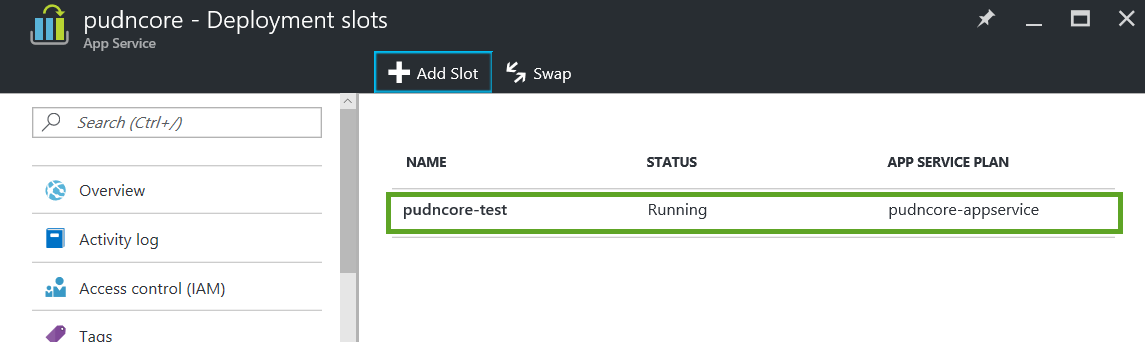 pudncore - Deployment slots
App Service
Add Slot
Swap
Search (Ctrl+/)
Overview
Activity log
Access control (IAM)
Tags
NAME STATUS APP SERVICE PLAN
pudncore-test Running pudncore-appservice